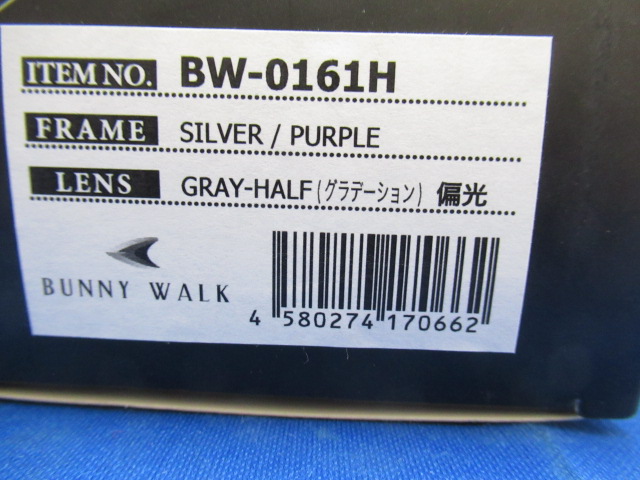 ITEM NO. BW-0161H
FRAME SILVER / PURPLE
LENS GRAY-HALF(グラデーション) 偏光
BUNNY WALK
4 580274 170662